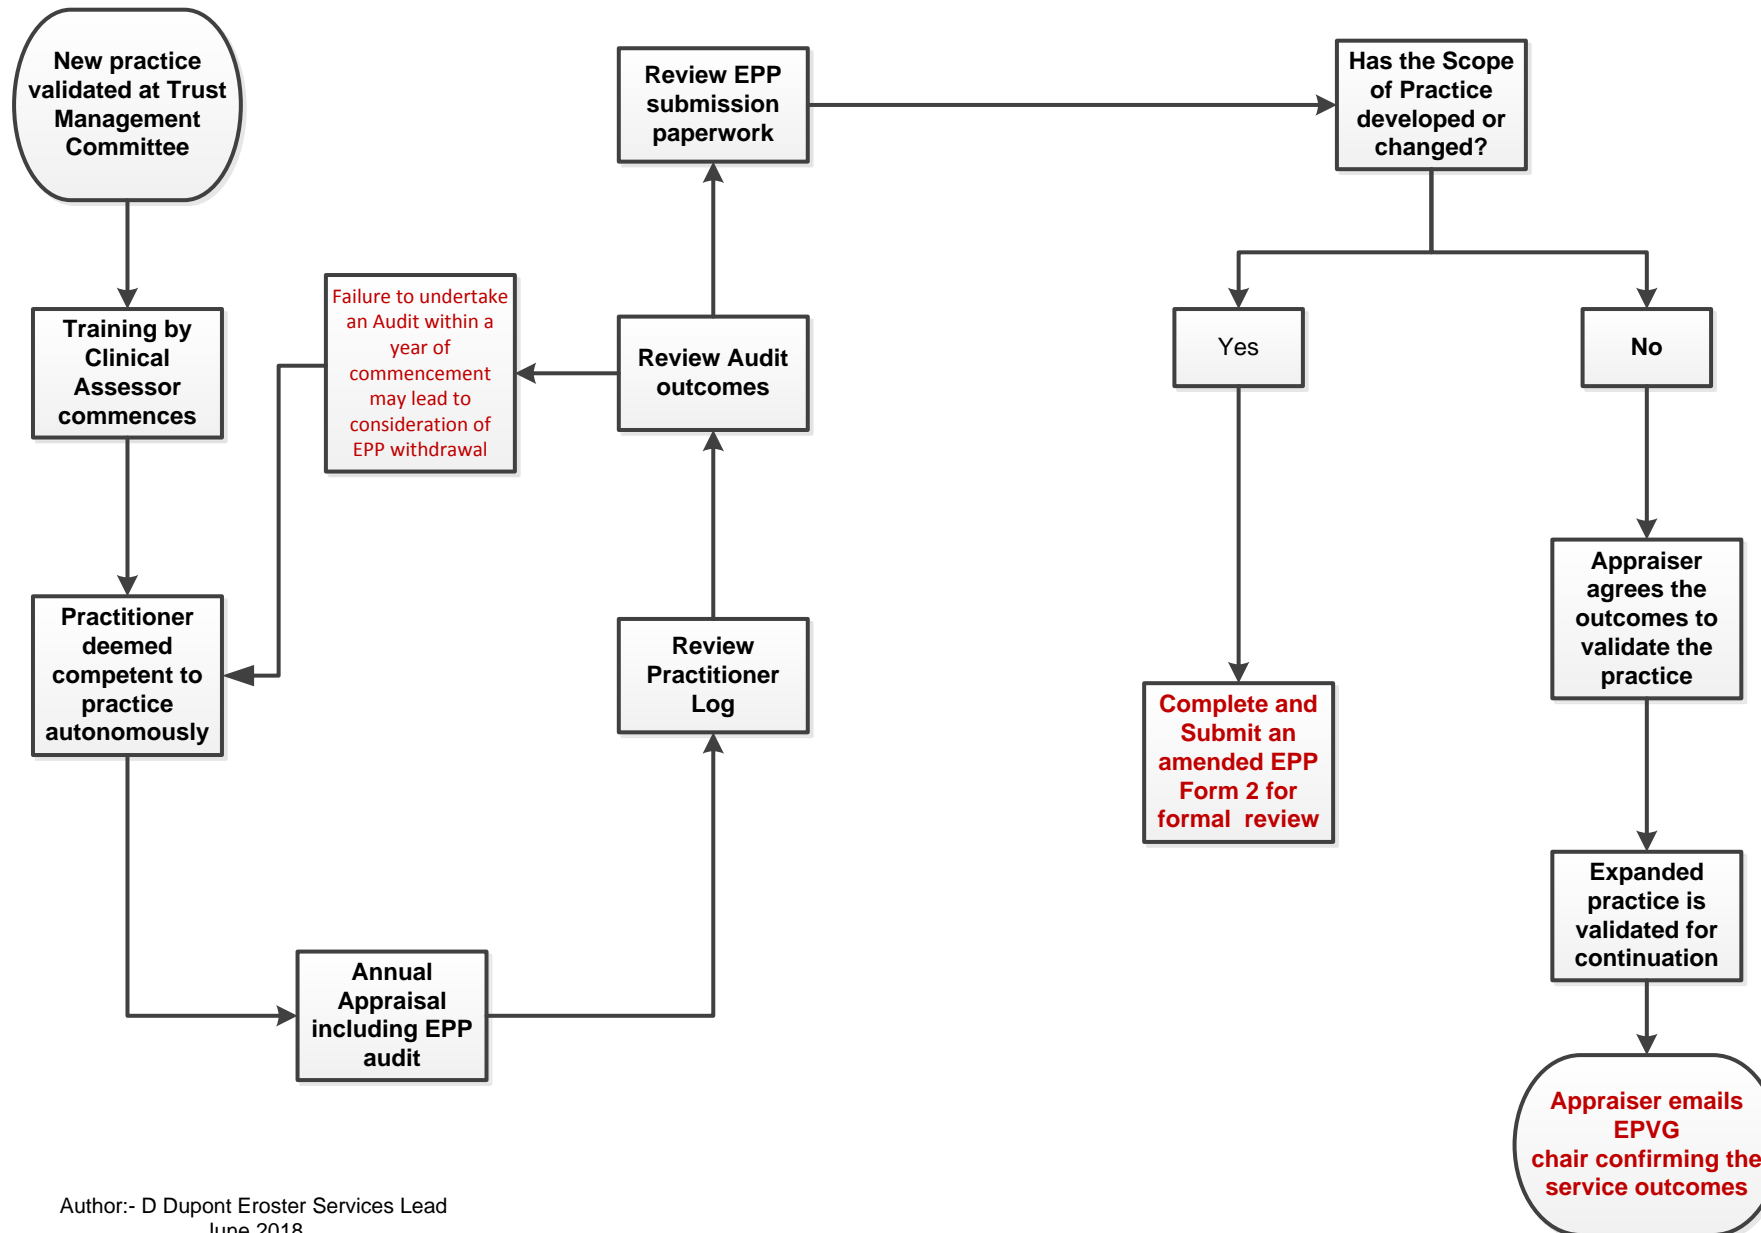 New practice
validated at Trust
Management
Committee
Training by
Clinical
Assessor
commences
Practitioner
deemed
competent to
practice
autonomously
Annual
Appraisal
including EPP
audit
Review
Practitioner
Log
Review Audit
outcomes
Failure to undertake
an Audit within a
year of
commencement
may lead to
consideration of
EPP withdrawal
Review EPP
submission
paperwork
Has the Scope
of Practice
developed or
changed?
Yes
Complete and
Submit an
amended EPP
Form 2 for
formal review
No
Appraiser
agrees the
outcomes to
validate the
practice
Expanded
practice is
validated for
continuation
Appraiser emails
EPVG
chair confirming the
service outcomes
Author:- D Dupont Eroster Services Lead
June 2018